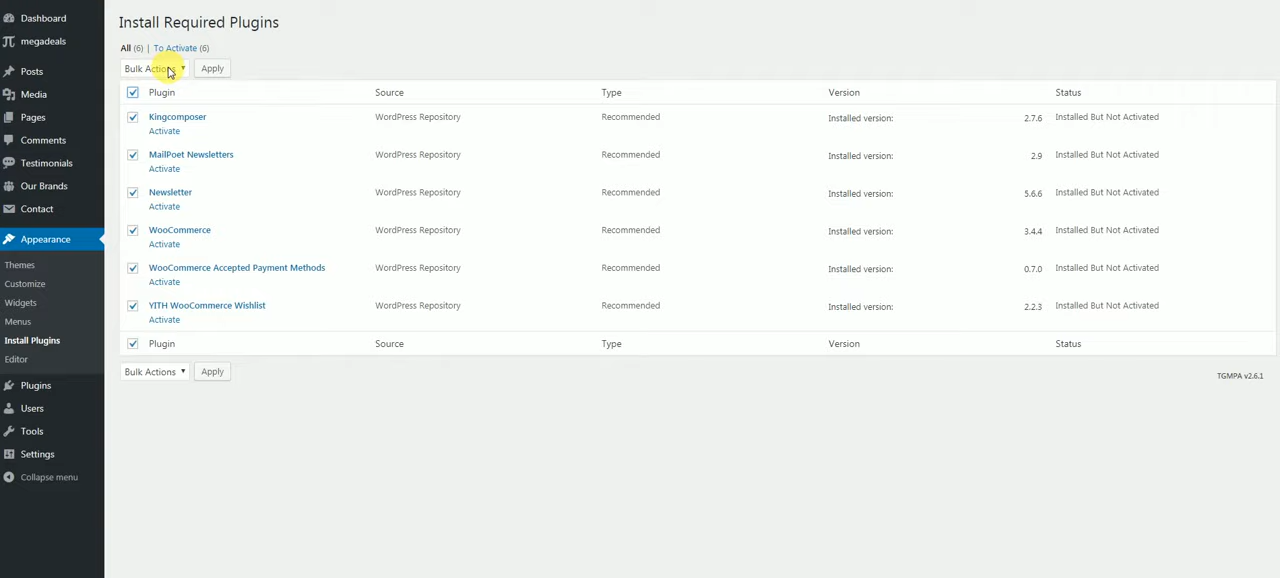 Dashboard
megadeals
Posts
Media
Pages
Comments
Testimonials
Our Brands
Contact
Appearance
Themes
Customize
Widgets
Menus
Install Plugins
Editor
Plugins
Users
Tools
Settings
Collapse menu
Install Required Plugins
All (6) | To Activate (6)
Bulk Actions Apply
Plugin Source Type Version Status
Kingcomposer WordPress Repository Recommended Installed version: 2.7.6 Installed But Not Activated
Activate
MailPoet Newsletters WordPress Repository Recommended Installed version: 2.9 Installed But Not Activated
Activate
Newsletter WordPress Repository Recommended Installed version: 5.6.6 Installed But Not Activated
Activate
WooCommerce WordPress Repository Recommended Installed version: 3.4.4 Installed But Not Activated
Activate
WooCommerce Accepted Payment Methods WordPress Repository Recommended Installed version: 0.7.0 Installed But Not Activated
Activate
YITH WooCommerce Wishlist WordPress Repository Recommended Installed version: 2.2.3 Installed But Not Activated
Activate
Plugin Source Type Version Status
Bulk Actions Apply
TGMPA v2.6.1